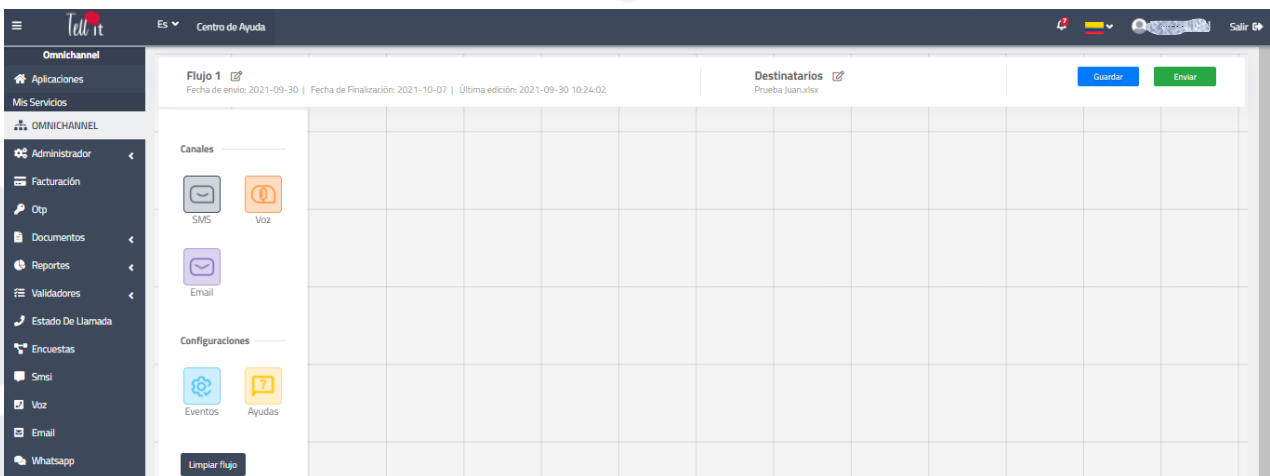 Tell it
Es Centro de Ayuda
2
Salir
Omnichannel
Aplicaciones
Mis Servicios
OMNICHANNEL
Administrador
Facturación
Otp
Documentos
Reportes
Validadores
Estado De Llamada
Encuestas
Smsi
Voz
Email
Whatsapp
Flujo 1
Fecha de envio: 2021-09-30 | Fecha de Finalización: 2021-10-07 | Última edición: 2021-09-30 10:24:02
Destinatarios
Prueba Juan.xlsx
Guardar
Enviar
Canales
SMS Voz
Email
Configuraciones
?
Eventos Ayudas
Limpiar flujo